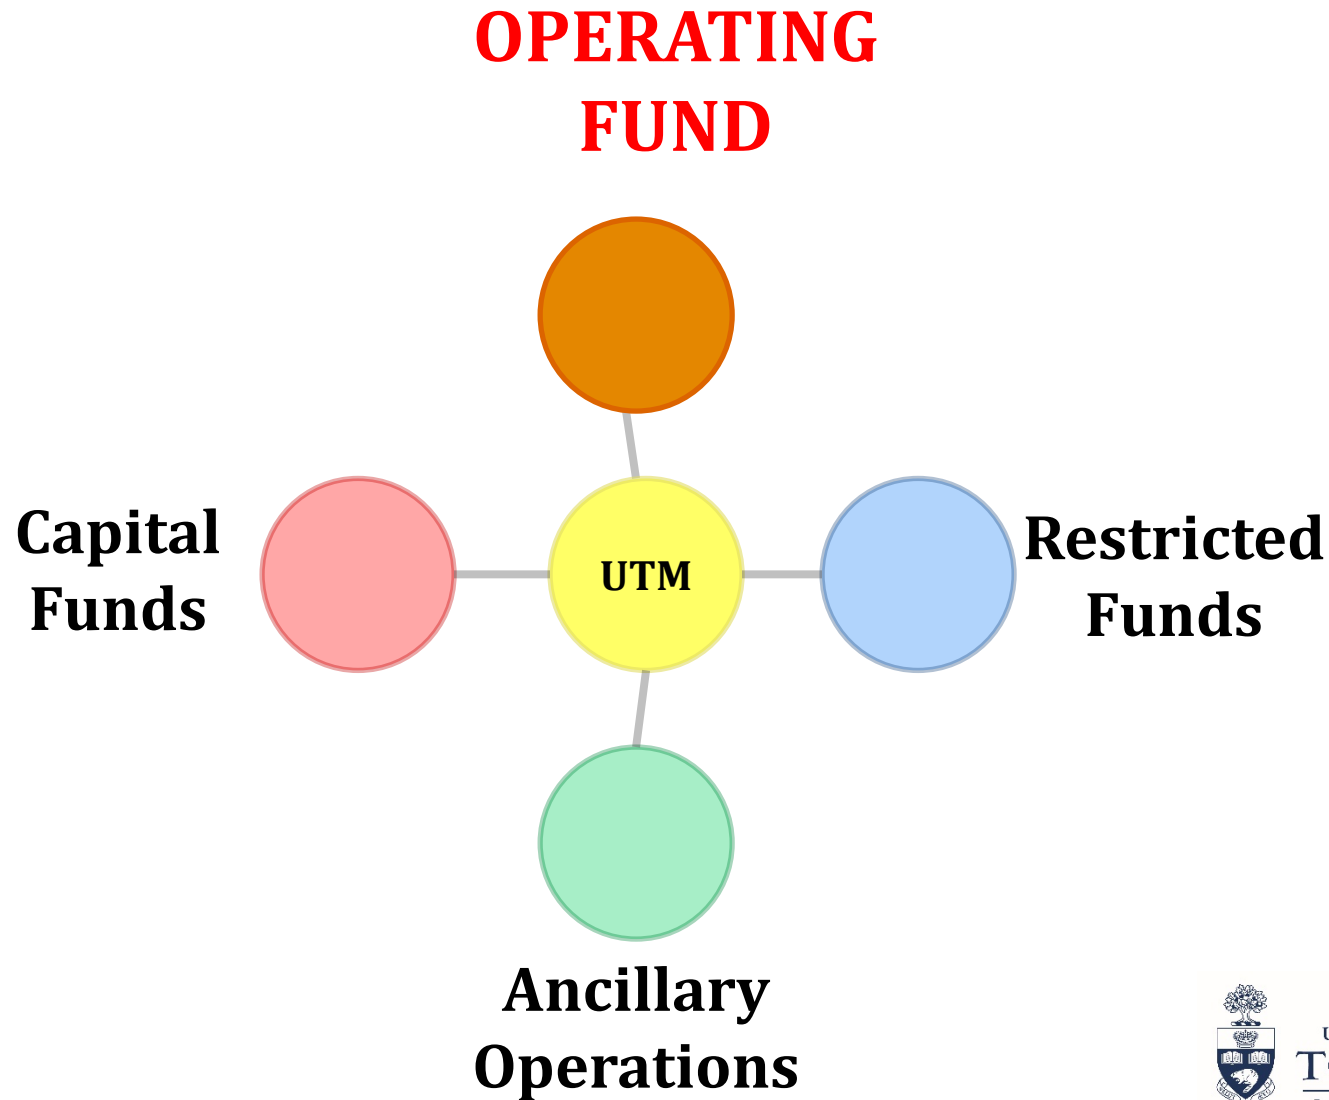 OPERATING
FUND
Capital
Funds
UTM
Restricted
Funds
Ancillary
Operations